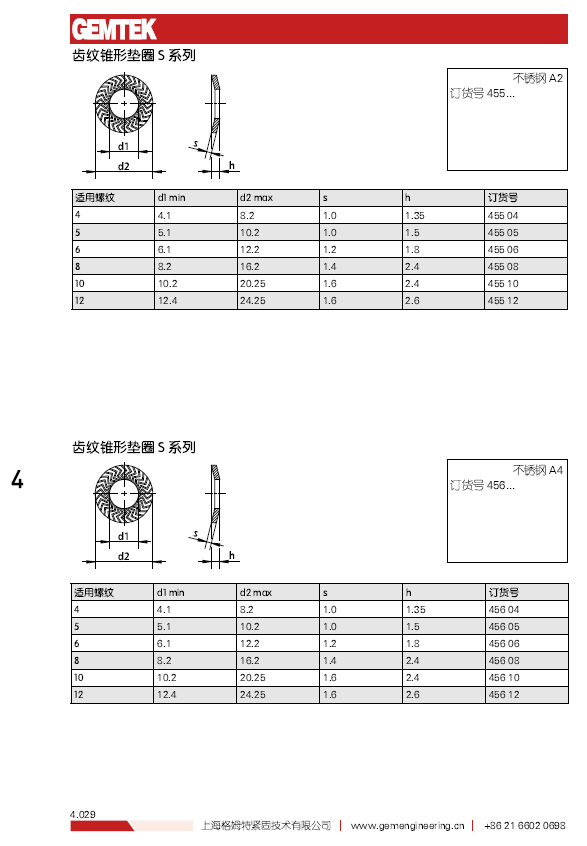 GEMTEK
齿纹锥形垫圈 S 系列
不锈钢 A2
订货号 455...
s
d1
h
d2
适用螺纹 d1 min d2 max s h 订货号
4 4.1 8.2 1.0 1.35 455 04
5 5.1 10.2 1.0 1.5 455 05
6 6.1 12.2 1.2 1.8 455 06
8 8.2 16.2 1.4 2.4 455 08
10 10.2 20.25 1.6 2.4 455 10
12 12.4 24.25 1.6 2.6 455 12
齿纹锥形垫圈 S 系列
4
不锈钢 A4
订货号 456...
s
d1
h
d2
适用螺纹 d1 min d2 max s h 订货号
4 4.1 8.2 1.0 1.35 456 04
5 5.1 10.2 1.0 1.5 456 05
6 6.1 12.2 1.2 1.8 456 06
8 8.2 16.2 1.4 2.4 456 08
10 10.2 20.25 1.6 2.4 456 10
12 12.4 24.25 1.6 2.6 456 12
4.029
上海格姆特紧固技术有限公司 | www.gemengineering.cn | +86 21 6602 0698